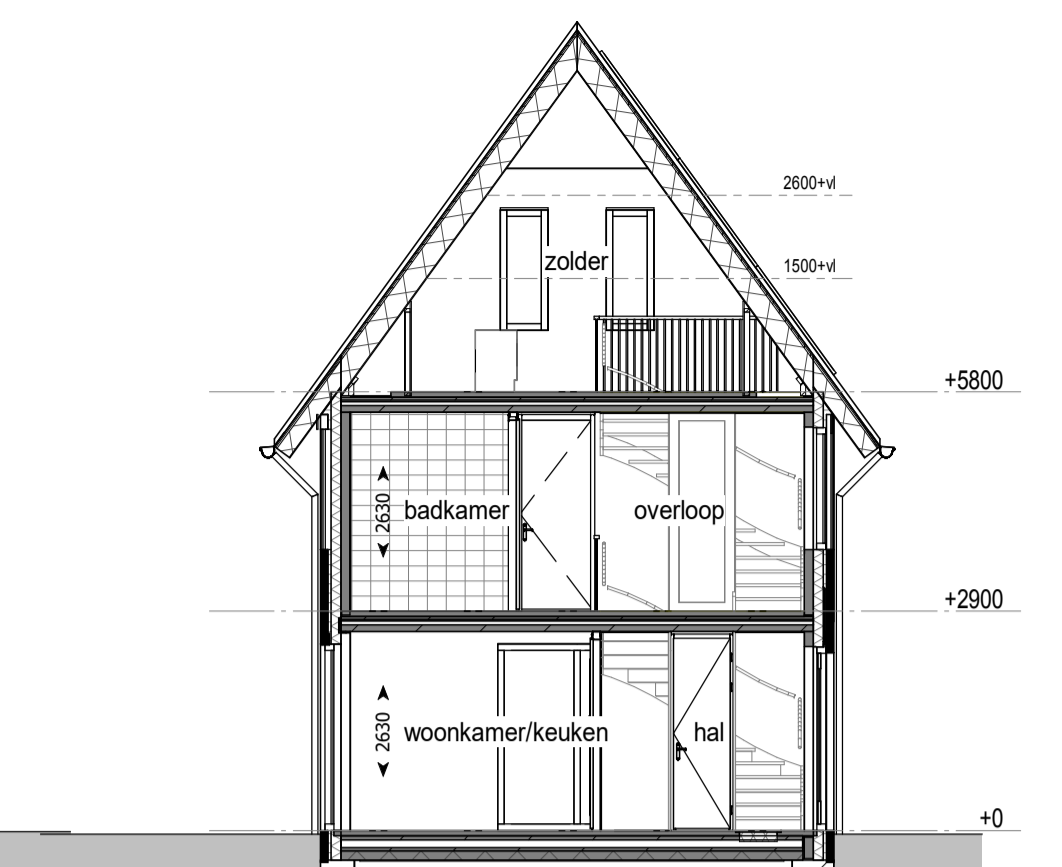 2600+vl
zolder
1500+vl
+5800
2630
badkamer
overloop
+2900
2630
woonkamer/keuken
hal
+0